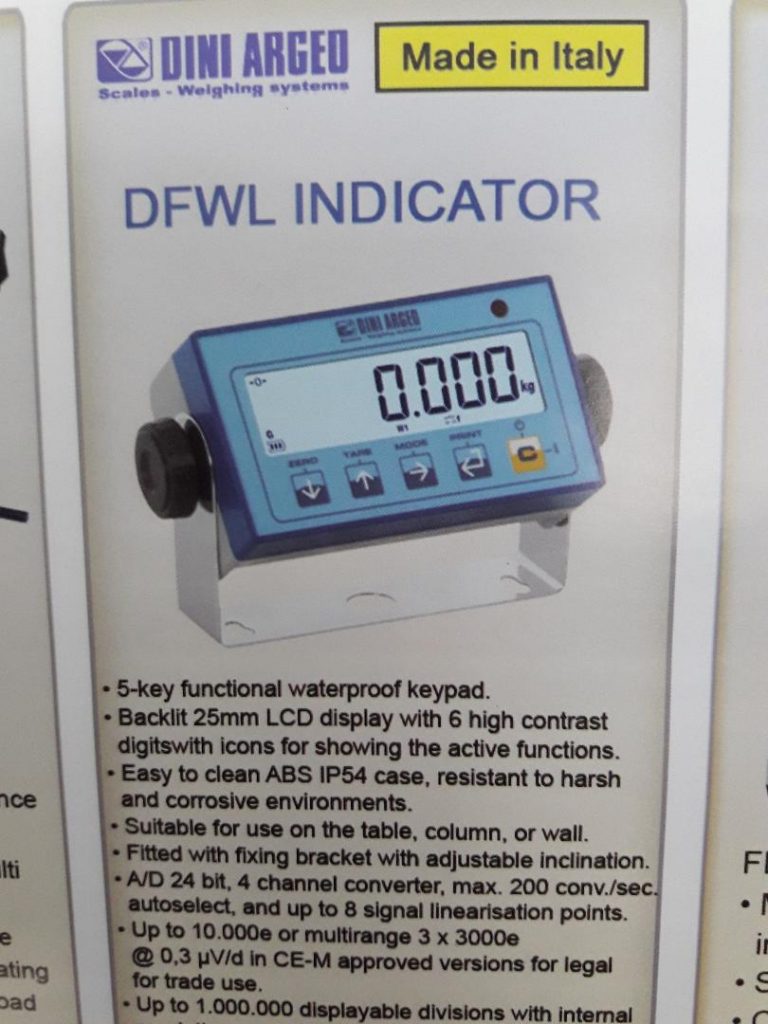 DINI ARGEO
Scales - Weighing systems
Made in Italy
DFWL INDICATOR
DINI ARGEO
0.000 kg
ZERO TARE MODE PRINT
C
• 5-key functional waterproof keypad.
• Backlit 25mm LCD display with 6 high contrast
digitswith icons for showing the active functions.
• Easy to clean ABS IP54 case, resistant to harsh
and corrosive environments.
• Suitable for use on the table, column, or wall.
• Fitted with fixing bracket with adjustable inclination.
• A/D 24 bit, 4 channel converter, max. 200 conv./sec.
autoselect, and up to 8 signal linearisation points.
• Up to 10.000e or multirange 3 x 3000e
@ 0,3 µV/d in CE-M approved versions for legal
for trade use.
• Up to 1.000.000 displayable divisions with internal